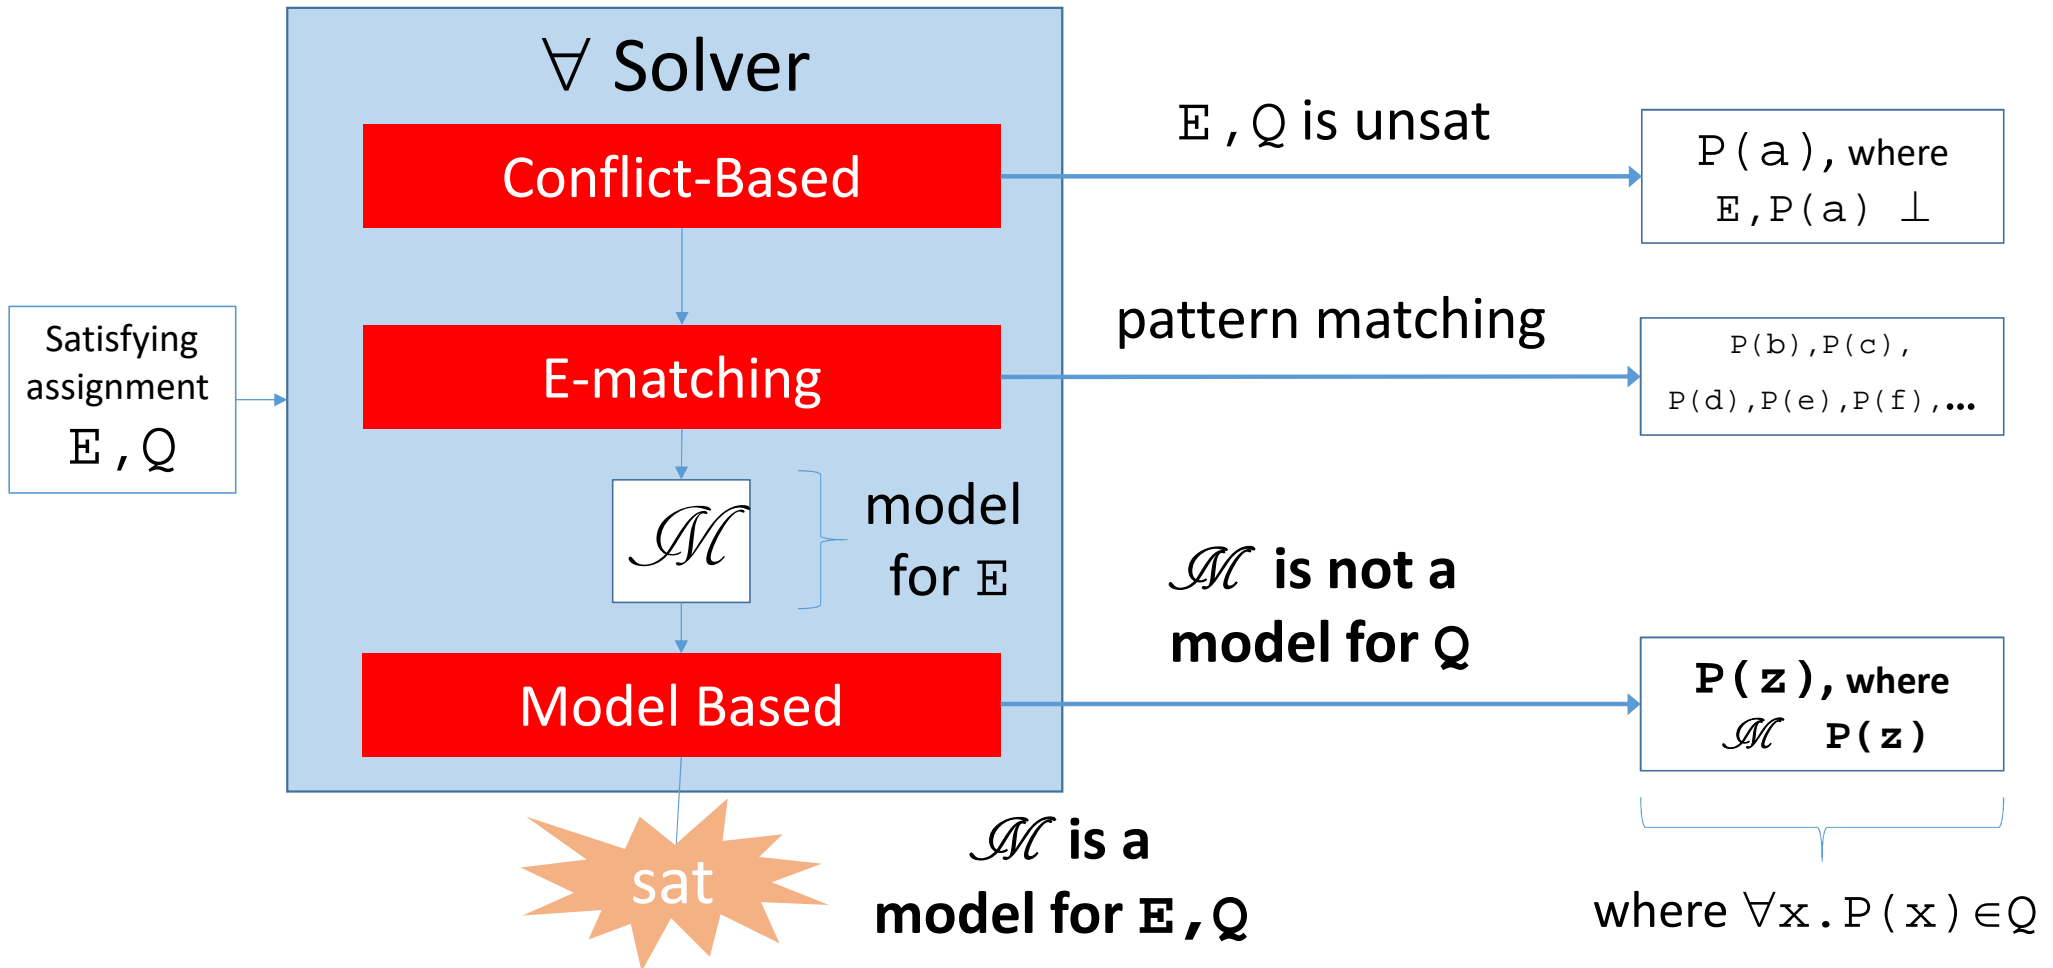 ∀ Solver
Conflict-Based
E,Q is unsat
P(a), where
E,P(a) ⊥
Satisfying
assignment
E,Q
E-matching
pattern matching
P(b),P(c),
P(d),P(e),P(f),...
ℳ
model
for E
Model Based
ℳ is not a
model for Q
P(z), where
ℳ P(z)
sat
ℳ is a
model for E,Q
where ∀x.P(x)∈Q